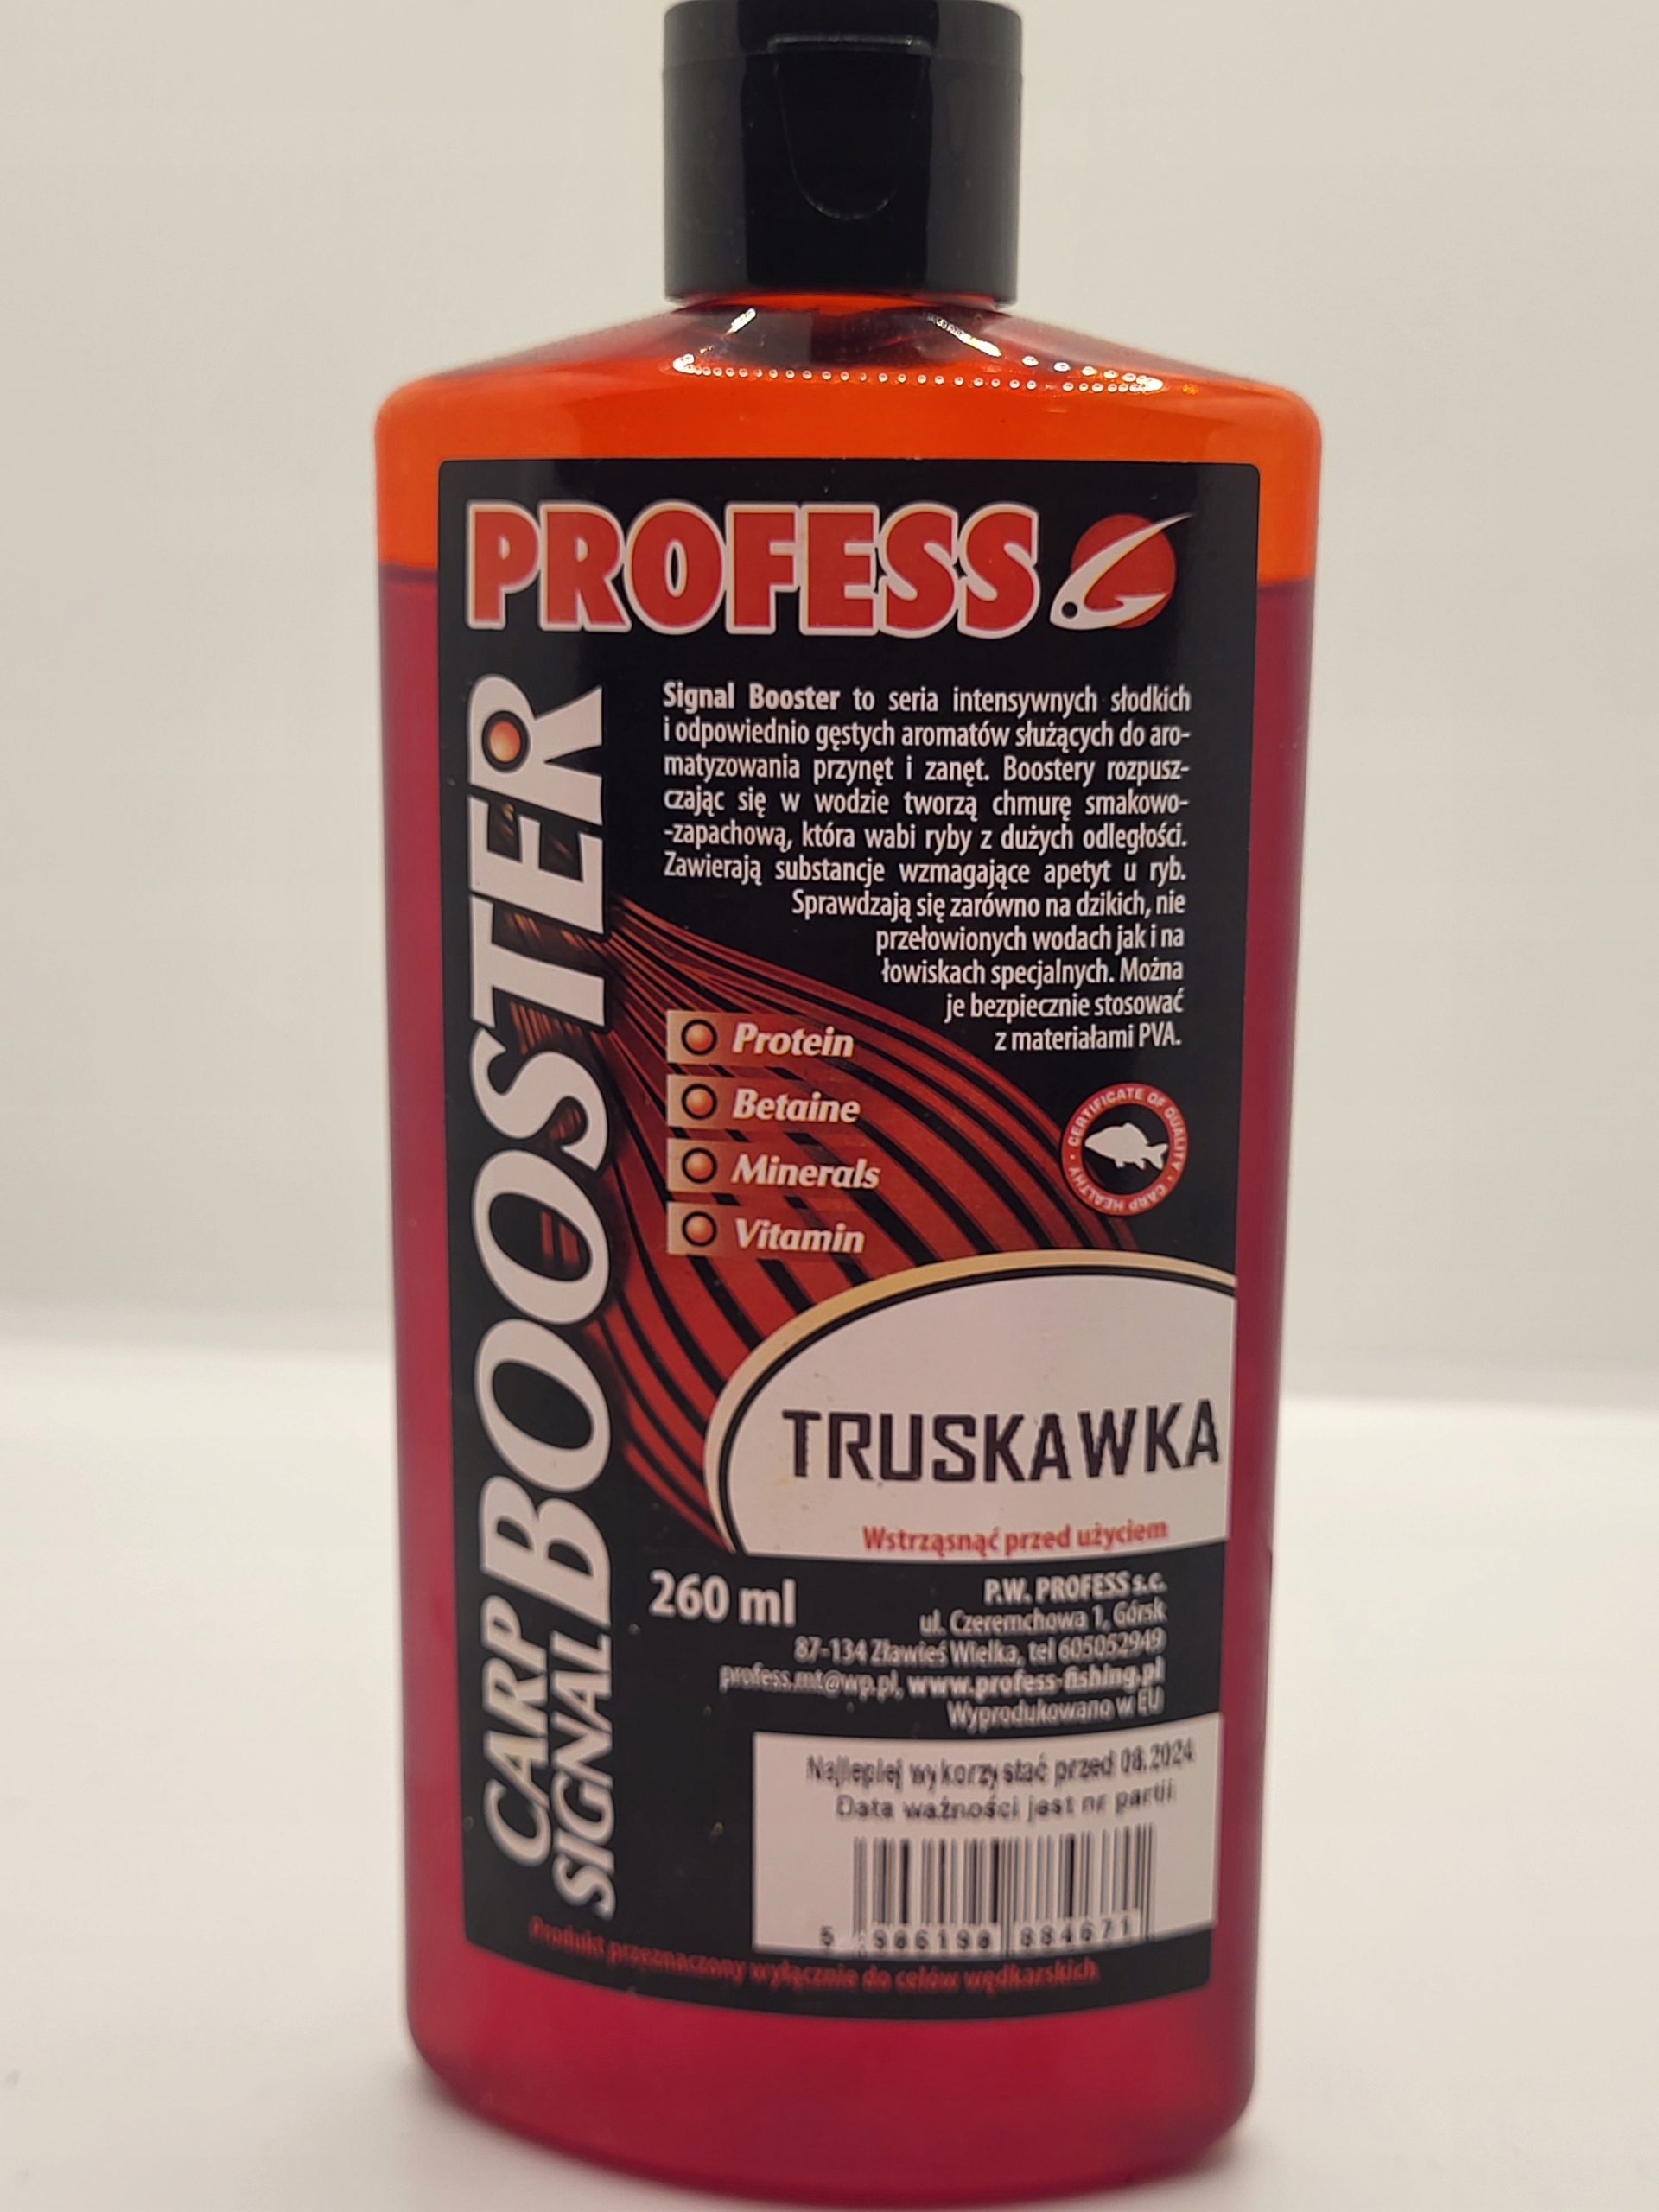 PROFESS
CARP
SIGNAL
BOOSTER
Signal Booster to seria intensywnych słodkich
i odpowiednio gęstych aromatów służących do aro-
matyzowania przynęt i zanęt. Boostery rozpusz-
czając się w wodzie tworzą chmurę smakowo-
-zapachową, która wabi ryby z dużych odległości.
Zawierają substancje wzmagające apetyt u ryb.
Sprawdzają się zarówno na dzikich, nie
przełowionych wodach jak i na
łowiskach specjalnych. Można
je bezpiecznie stosować
z materiałami PVA.
Protein
Betaine
Minerals
Vitamin
CERTIFICATE OF QUALITY • CARP HEALTHY •
TRUSKAWKA
Wstrząsnąć przed użyciem
260 ml
P.W. PROFESS s.c.
ul. Czeremchowa 1, Górsk
87-134 Zławieś Wielka, tel 605052949
profess.mt@wp.pl, www.profess-fishing.pl
Wyprodukowano w EU
Najlepiej wykorzystać przed 08.2024
Data ważności jest nr partii
5 906198 884671
Produkt przeznaczony wyłącznie do celów wędkarskich